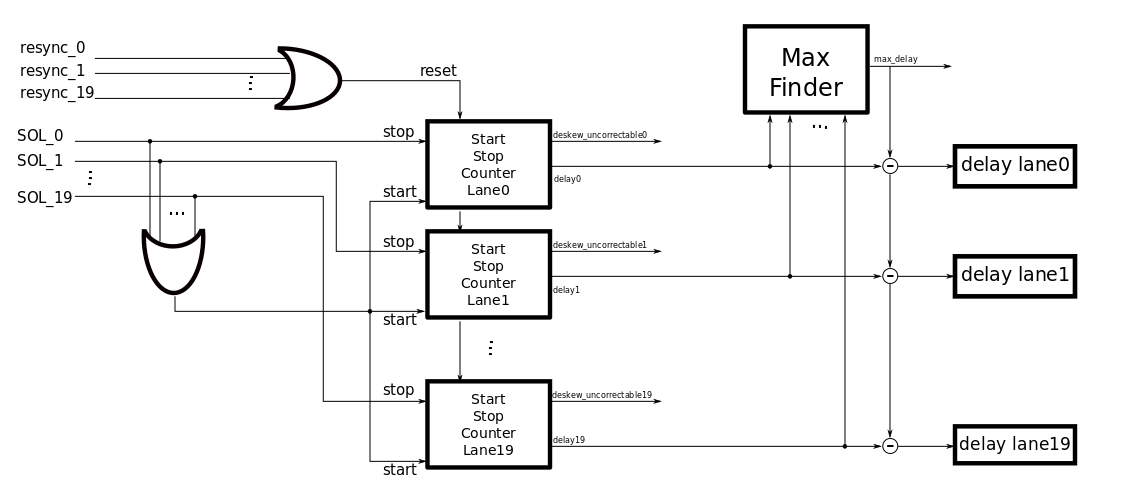 resync_0
resync_1
resync_19
reset
Max
Finder
max_delay
SOL_0
SOL_1
SOL_19
stop
start
Start
Stop
Counter
Lane0
deskew_uncorrectable0
delay0
delay lane0
stop
start
Start
Stop
Counter
Lane1
deskew_uncorrectable1
delay1
delay lane1
stop
start
Start
Stop
Counter
Lane19
deskew_uncorrectable19
delay19
delay lane19